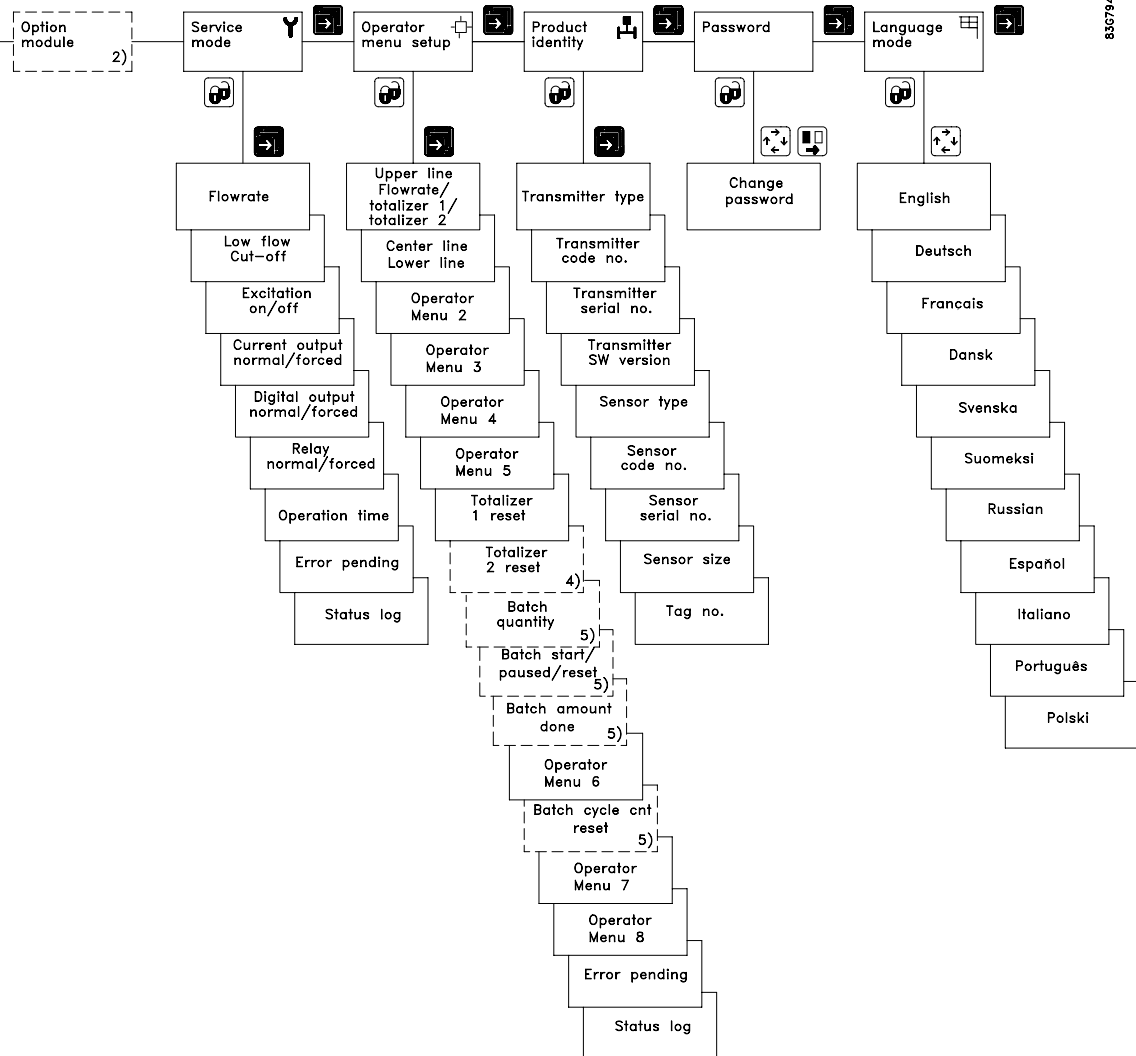 Option
module
2)
Service
mode
Operator
menu setup
Product
identity
Password
Language
mode
83G794
Flowrate
Low flow
Cut-off
Excitation
on/off
Current output
normal/forced
Digital output
normal/forced
Relay
normal/forced
Operation time
Error pending
Status log
Upper line
Flowrate/
totalizer 1/
totalizer 2
Center line
Lower line
Operator
Menu 2
Operator
Menu 3
Operator
Menu 4
Operator
Menu 5
Totalizer
1 reset
Totalizer
2 reset
4)
Batch
quantity
5)
Batch start/
paused/reset
5)
Batch amount
done
5)
Operator
Menu 6
Batch cycle cnt
reset
5)
Operator
Menu 7
Operator
Menu 8
Error pending
Status log
Transmitter type
Transmitter
code no.
Transmitter
serial no.
Transmitter
SW version
Sensor type
Sensor
code no.
Sensor
serial no.
Sensor size
Tag no.
Change
password
English
Deutsch
Francais
Dansk
Svenska
Suomeksi
Russian
Español
Italiano
Português
Polski